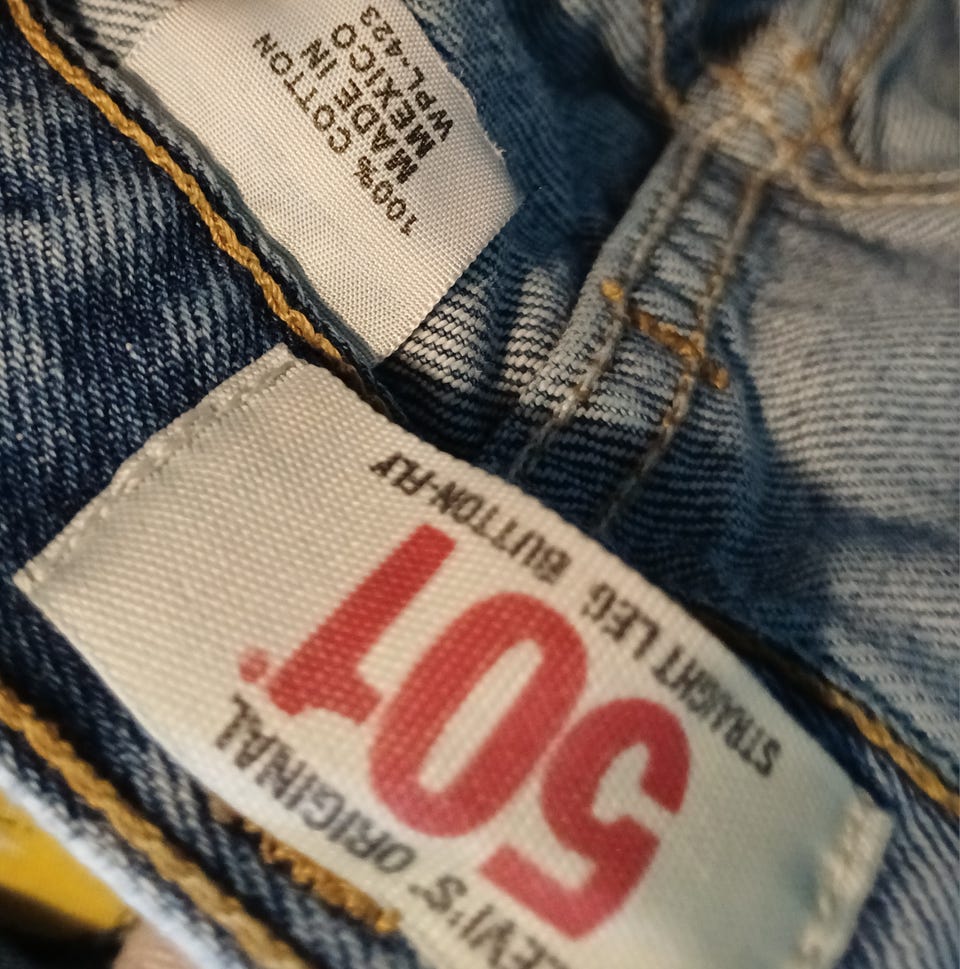 100% COTTON
MADE IN
MEXICO
WPL.423
LEVI'S® ORIGINAL
501®
STRAIGHT LEG BUTTON-FLY